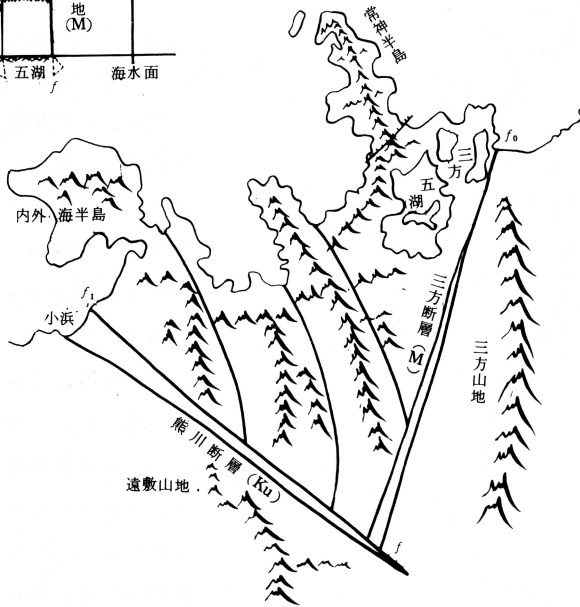 地
(M)
五湖
f
海水面
常神半島
三方
五湖
f₀
内外海半島
小浜
f₁
三方断層(M)
三方山地
熊川断層(Ku)
遠敷山地
f